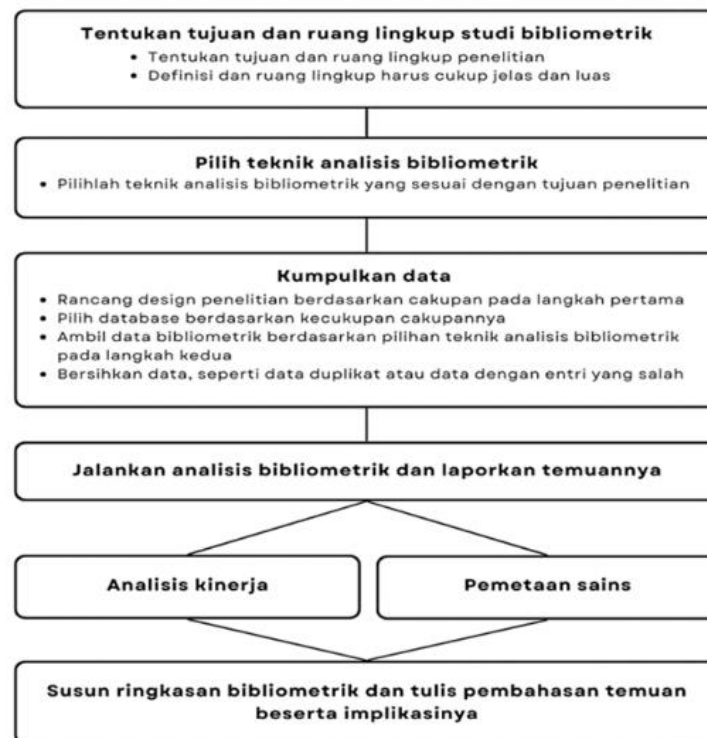 Tentukan tujuan dan ruang lingkup studi bibliometrik
• Tentukan tujuan dan ruang lingkup penelitian
• Definisi dan ruang lingkup harus cukup jelas dan luas
Pilih teknik analisis bibliometrik
• Pilihlah teknik analisis bibliometrik yang sesuai dengan tujuan penelitian
Kumpulkan data
• Rancang design penelitian berdasarkan cakupan pada langkah pertama
• Pilih database berdasarkan kecukupan cakupannya
• Ambil data bibliometrik berdasarkan pilihan teknik analisis bibliometrik
pada langkah kedua
• Bersihkan data, seperti data duplikat atau data dengan entri yang salah
Jalankan analisis bibliometrik dan laporkan temuannya
Analisis kinerja
Pemetaan sains
Susun ringkasan bibliometrik dan tulis pembahasan temuan
beserta implikasinya